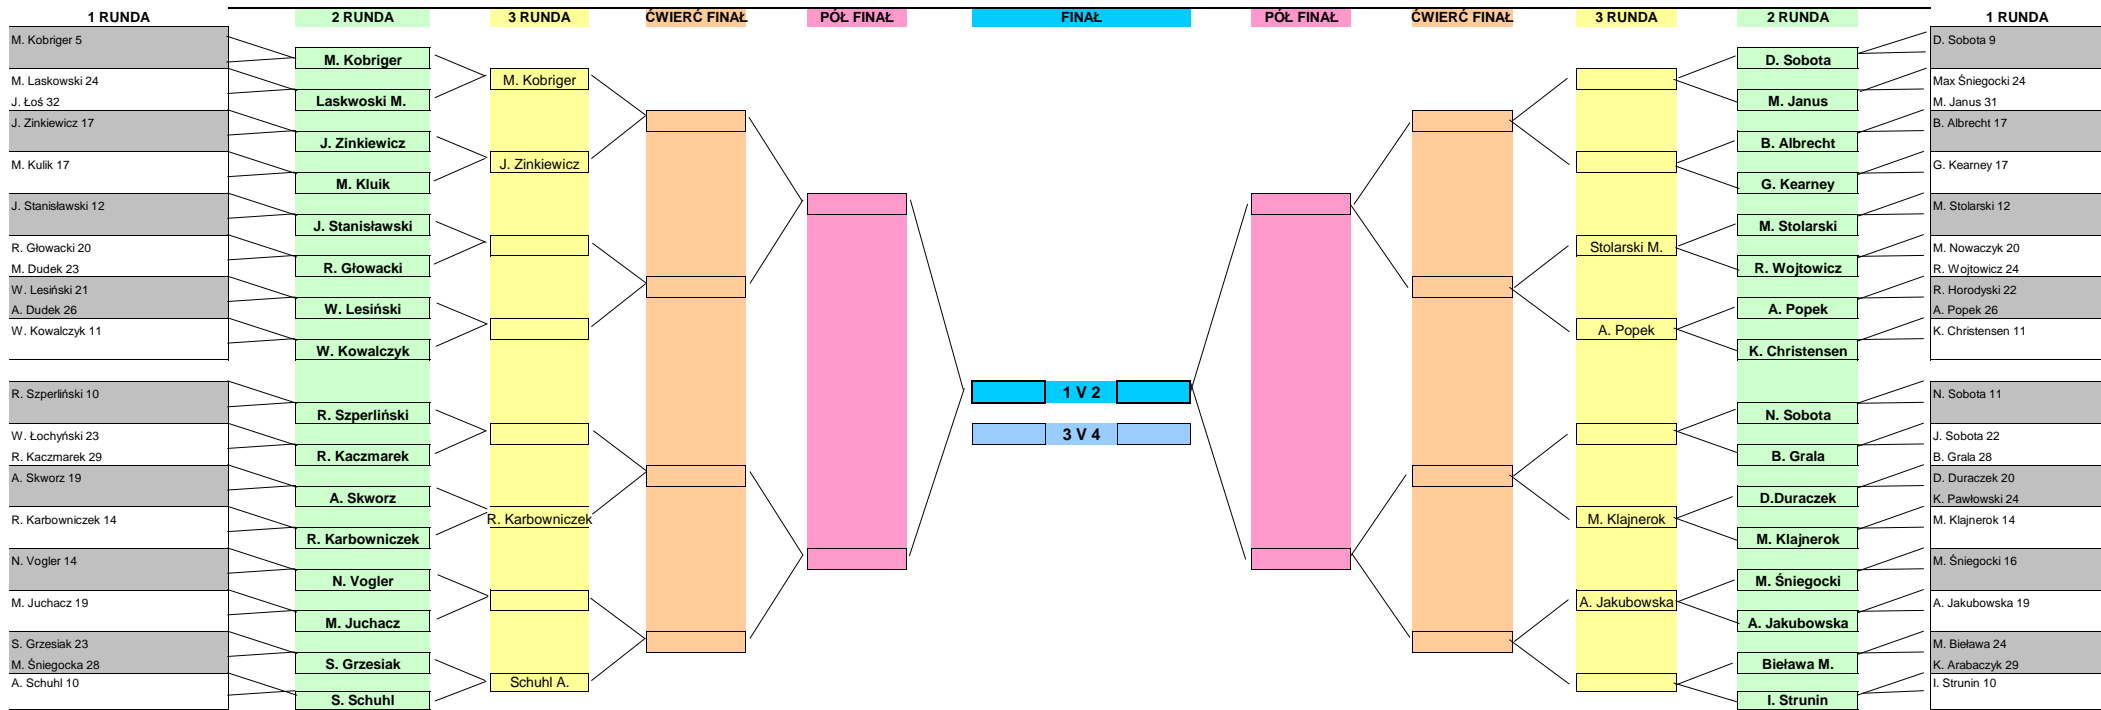 1 RUNDA
2 RUNDA
3 RUNDA
ĆWIERĆ FINAŁ
PÓŁ FINAŁ
FINAŁ
PÓŁ FINAŁ
ĆWIERĆ FINAŁ
3 RUNDA
2 RUNDA
1 RUNDA
M. Kobriger 5
M. Laskowski 24
J. Łoś 32
J. Zinkiewicz 17
M. Kulik 17
J. Stanisławski 12
R. Głowacki 20
M. Dudek 23
W. Lesiński 21
A. Dudek 26
W. Kowalczyk 11
R. Szperliński 10
W. Łochyński 23
R. Kaczmarek 29
A. Skworz 19
R. Karbowniczek 14
N. Vogler 14
M. Juchacz 19
S. Grzesiak 23
M. Śniegocka 28
A. Schuhl 10
M. Kobriger
Laskwoski M.
J. Zinkiewicz
M. Kluik
J. Stanisławski
R. Głowacki
W. Lesiński
W. Kowalczyk
R. Szperliński
R. Kaczmarek
A. Skworz
R. Karbowniczek
N. Vogler
M. Juchacz
S. Grzesiak
S. Schuhl
M. Kobriger
J. Zinkiewicz
R. Karbowniczek
Schuhl A.
1 V 2
3 V 4
Stolarski M.
A. Popek
M. Klajnerok
A. Jakubowska
D. Sobota
M. Janus
B. Albrecht
G. Kearney
M. Stolarski
R. Wojtowicz
A. Popek
K. Christensen
N. Sobota
B. Grala
D.Duraczek
M. Klajnerok
M. Śniegocki
A. Jakubowska
Bieława M.
I. Strunin
D. Sobota 9
Max Śniegocki 24
M. Janus 31
B. Albrecht 17
G. Kearney 17
M. Stolarski 12
M. Nowaczyk 20
R. Wojtowicz 24
R. Horodyski 22
A. Popek 26
K. Christensen 11
N. Sobota 11
J. Sobota 22
B. Grala 28
D. Duraczek 20
K. Pawłowski 24
M. Klajnerok 14
M. Śniegocki 16
A. Jakubowska 19
M. Bieława 24
K. Arabaczyk 29
I. Strunin 10